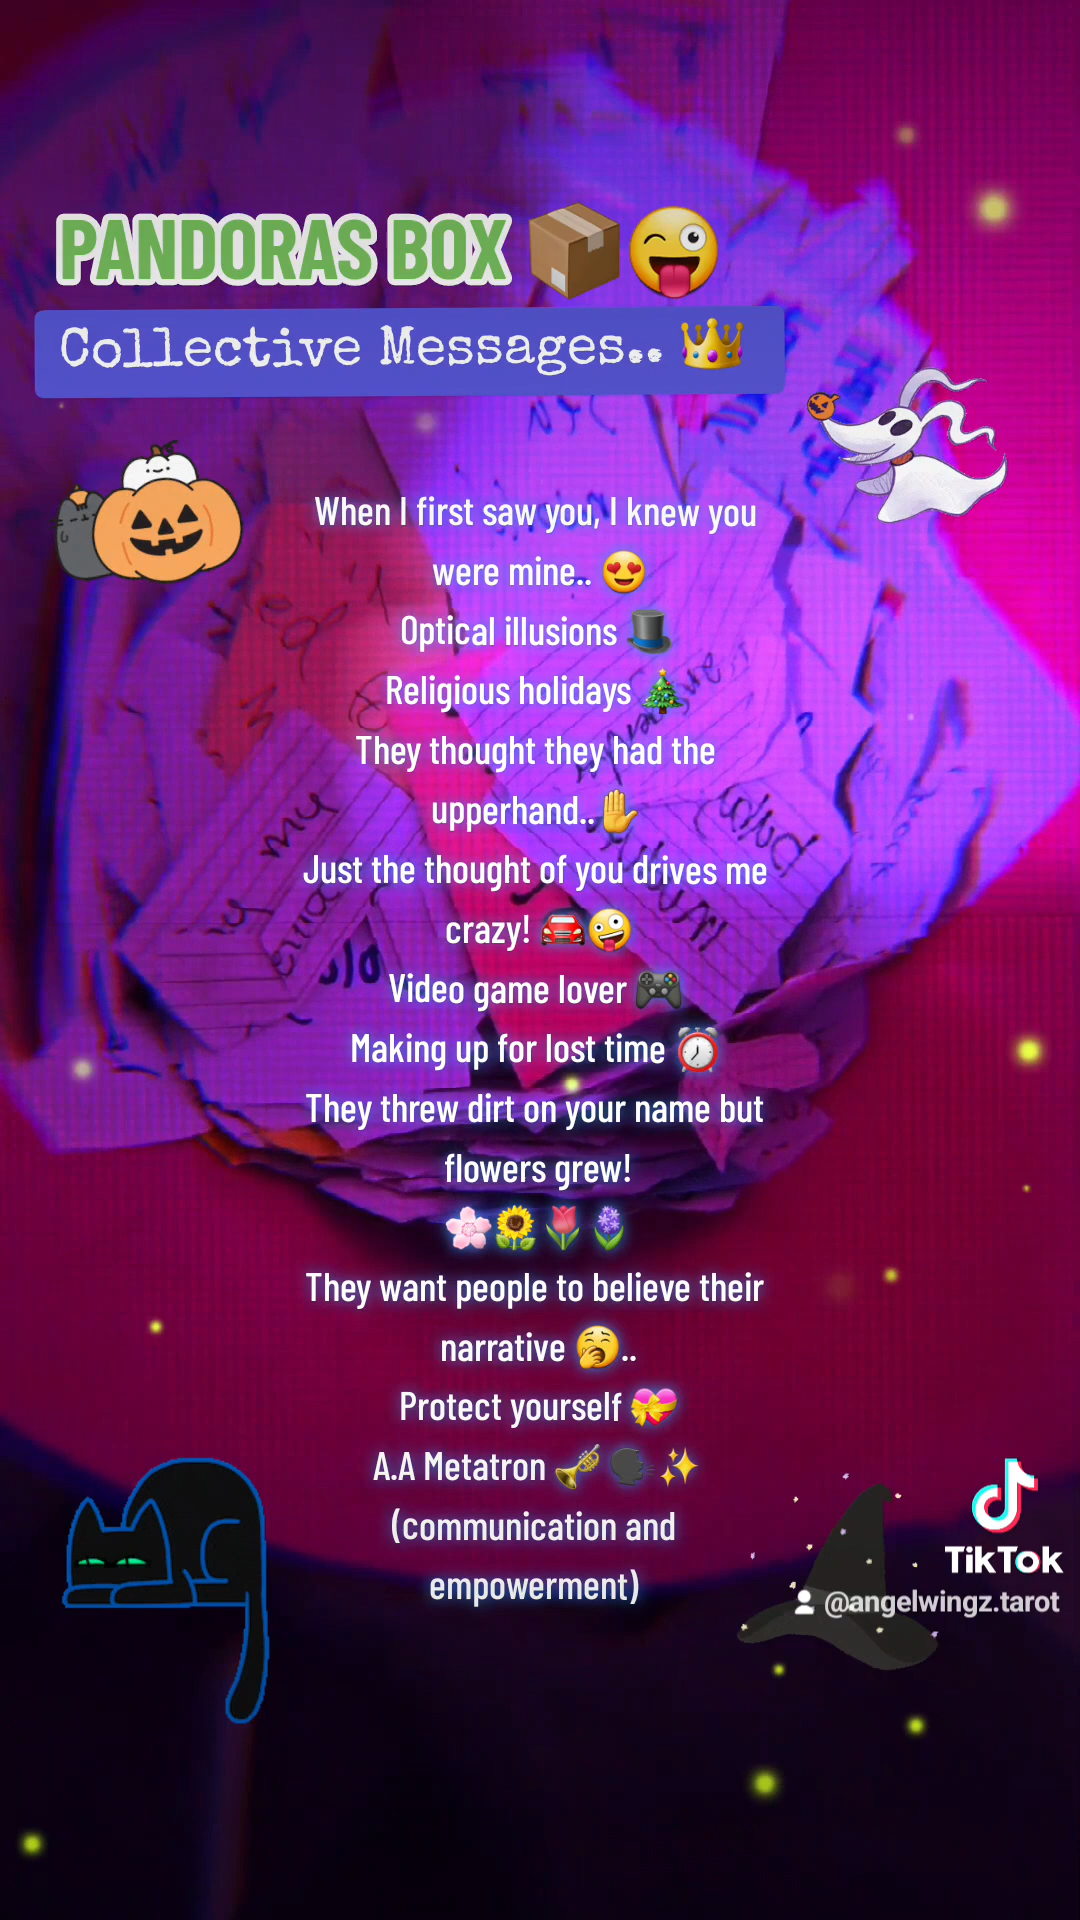 PANDORAS BOX 📦😜
Collective Messages.. 👑
NYC
When I first saw you, I knew you
were mine.. 😍
Optical illusions 🎩
Religious holidays 🎄
They thought they had the
upperhand..✋
Just the thought of you drives me
crazy! 🚘🤪
Video game lover 🎮
Making up for lost time ⏰
They threw dirt on your name but
flowers grew!
🌸🌻🌷🪻
They want people to believe their
narrative 🥱..
Protect yourself 💝
A.A Metatron 🎺🗣️✨
(communication and
empowerment)
my
TikTok
@angelwingz.tarot